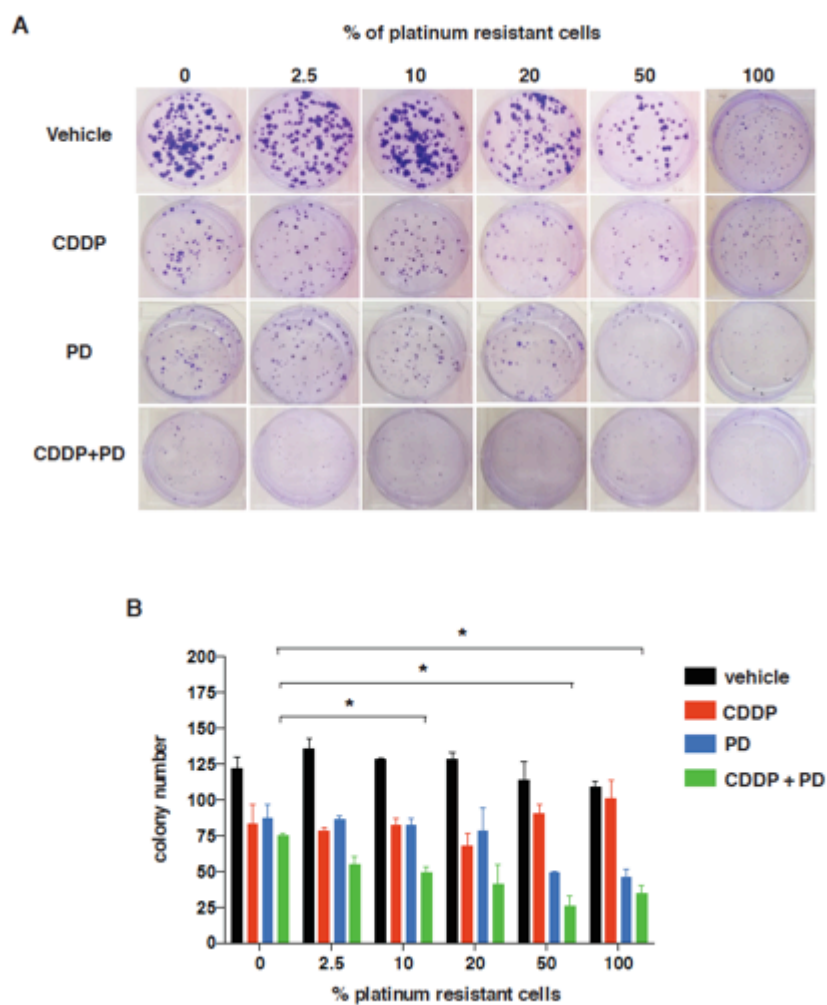 A
% of platinum resistant cells
0 2.5 10 20 50 100
Vehicle
CDDP
PD
CDDP+PD
B
*
*
*
200
175
150
125
100
75
50
25
0
colony number
0 2.5 10 20 50 100
% platinum resistant cells
vehicle
CDDP
PD
CDDP + PD